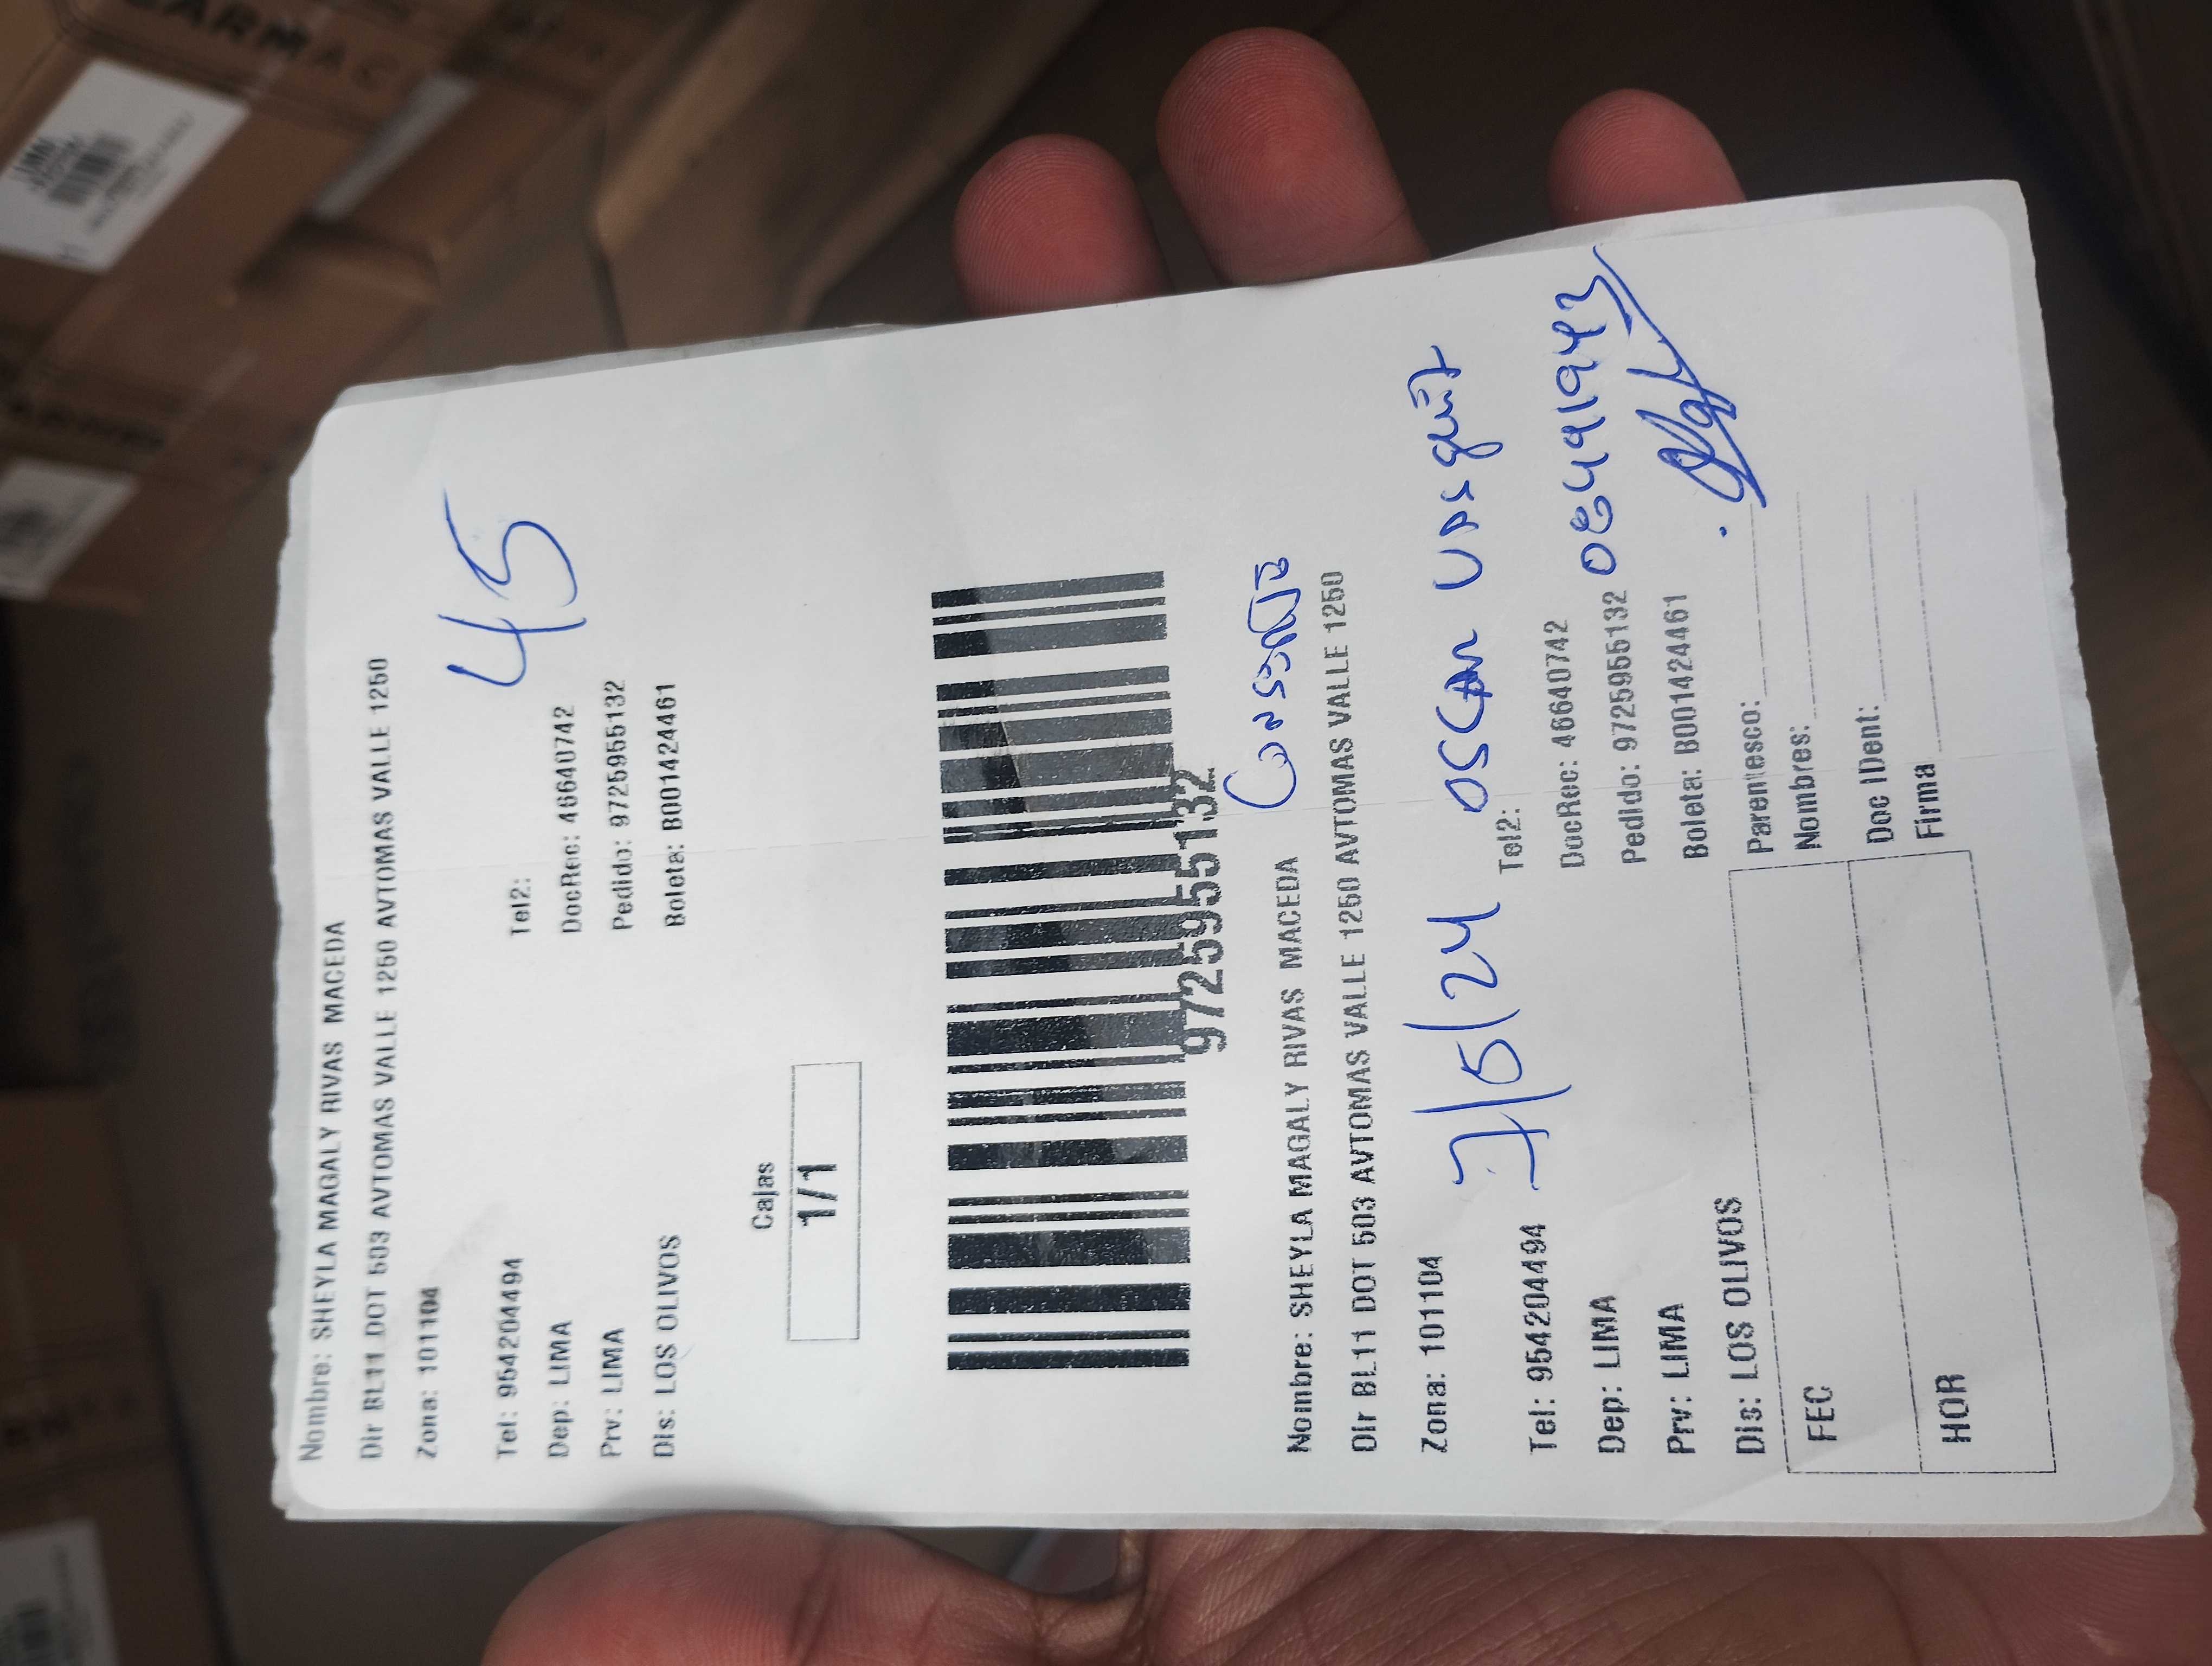 Nombre: SHEYLA MAGALY RIVAS MACEDA
Dir BL11 DOT 503 AVTOMAS VALLE 1250 AVTOMAS VALLE 1250
Zona: 101104
45
Tel: 954204494 Tel2:
Dep: LIMA DocRec: 46640742
Prv: LIMA Pedido: 9725955132
Dis: LOS OLIVOS Boleta: B001424461
Cajas
1/1
9725955132
Nombre: SHEYLA MAGALY RIVAS MACEDA
Dir BL11 DOT 503 AVTOMAS VALLE 1250 AVTOMAS VALLE 1250
Zona: 101104
7/5/24 OSCAR
Tel: 954204494 Tel2:
Dep: LIMA DocRec: 46640742
Prv: LIMA Pedido: 9725955132
Dis: LOS OLIVOS Boleta: B001424461
FEC Parentesco:
Nombres:
HOR Doc IDent:
Firma